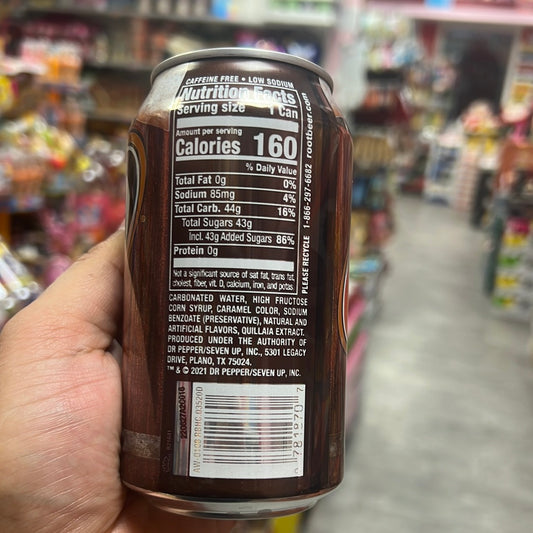 CAFFEINE FREE • LOW SODIUM
Nutrition Facts
Serving size 1 Can
Amount per serving
Calories 160
% Daily Value
Total Fat 0g 0%
Sodium 85mg 4%
Total Carb. 44g 16%
Total Sugars 43g
Incl. 43g Added Sugars 86%
Protein 0g
Not a significant source of sat fat, trans fat,
cholest, fiber, vit. D, calcium, iron, and potas.
PLEASE RECYCLE 1-866-297-6682 rootbeer.com
CARBONATED WATER, HIGH FRUCTOSE
CORN SYRUP, CARAMEL COLOR, SODIUM
BENZOATE (PRESERVATIVE), NATURAL AND
ARTIFICIAL FLAVORS, QUILLAIA EXTRACT.
PRODUCED UNDER THE AUTHORITY OF
DR PEPPER/SEVEN UP, INC., 5301 LEGACY
DRIVE, PLANO, TX 75024.
™ & © 2021 DR PEPPER/SEVEN UP, INC.